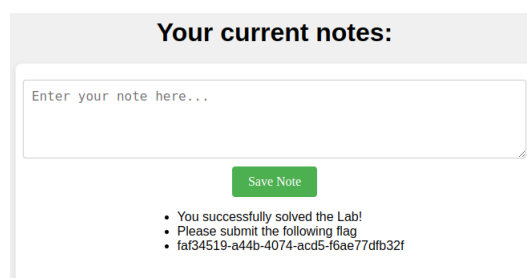 Your current notes:
Enter your note here...
Save Note
You successfully solved the Lab!
Please submit the following flag
faf34519-a44b-4074-acd5-f6ae77dfb32f